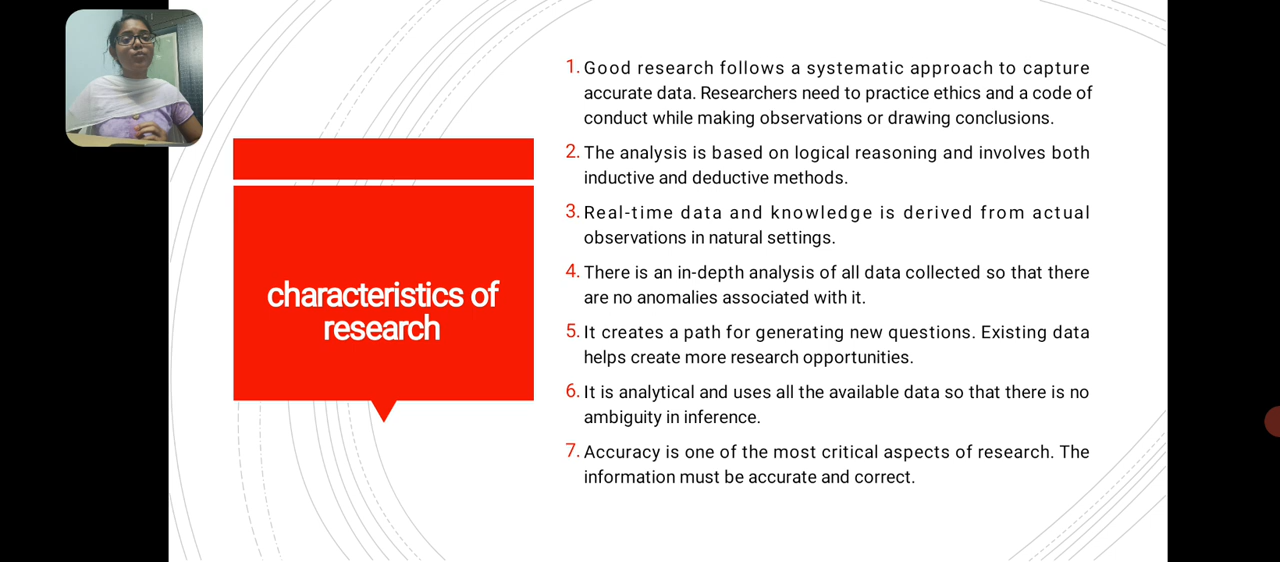 characteristics of
research
1. Good research follows a systematic approach to capture
accurate data. Researchers need to practice ethics and a code of
conduct while making observations or drawing conclusions.
2. The analysis is based on logical reasoning and involves both
inductive and deductive methods.
3. Real-time data and knowledge is derived from actual
observations in natural settings.
4. There is an in-depth analysis of all data collected so that there
are no anomalies associated with it.
5. It creates a path for generating new questions. Existing data
helps create more research opportunities.
6. It is analytical and uses all the available data so that there is no
ambiguity in inference.
7. Accuracy is one of the most critical aspects of research. The
information must be accurate and correct.